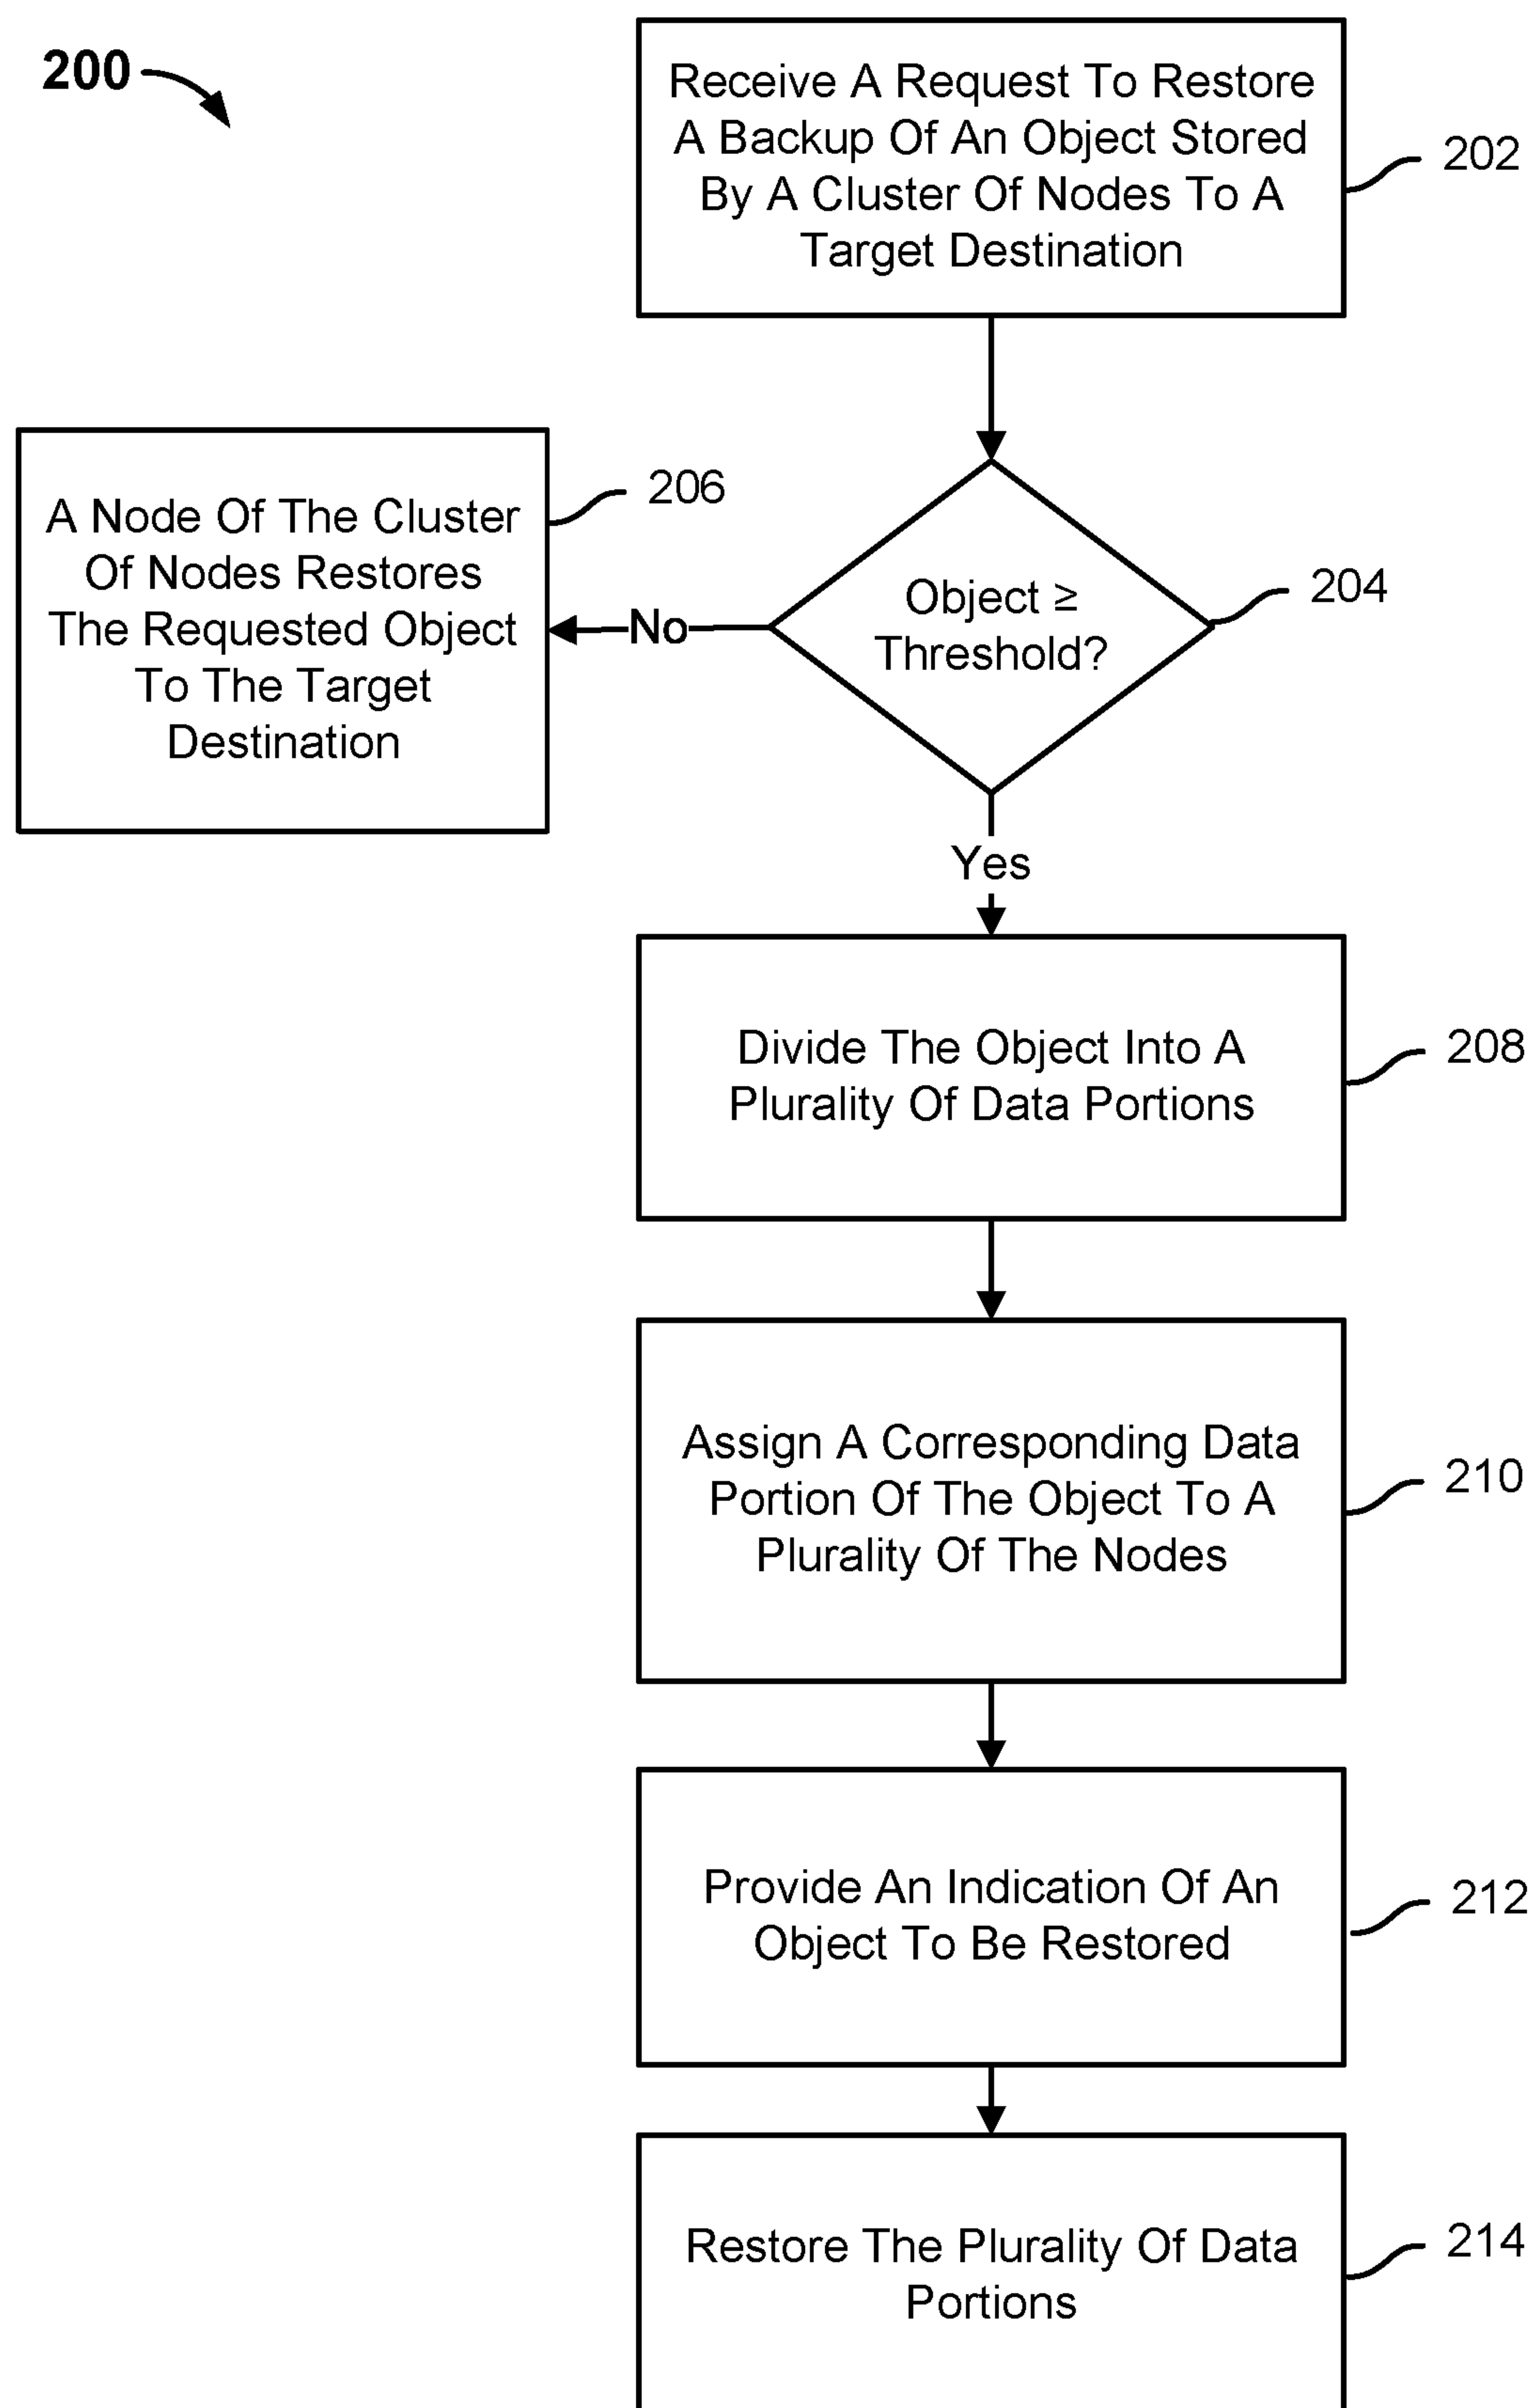 200
Receive A Request To Restore
A Backup Of An Object Stored
By A Cluster Of Nodes To A
Target Destination
202
A Node Of The Cluster
Of Nodes Restores
The Requested Object
To The Target
Destination
206
No
Object ≥
Threshold?
204
Yes
Divide The Object Into A
Plurality Of Data Portions
208
Assign A Corresponding Data
Portion Of The Object To A
Plurality Of The Nodes
210
Provide An Indication Of An
Object To Be Restored
212
Restore The Plurality Of Data
Portions
214